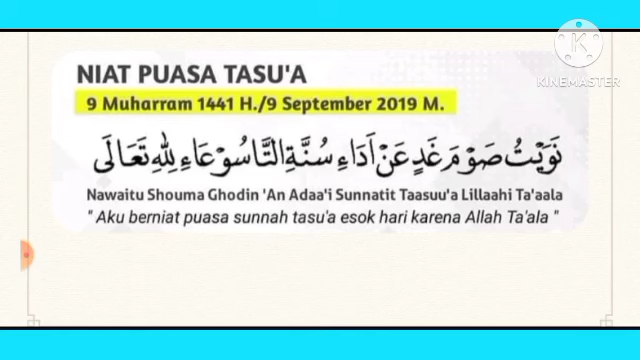 KINEMASTER
NIAT PUASA TASU'A
9 Muharram 1441 H./9 September 2019 M.
نَوَيْتُ صَوْمَ غَدٍ عَنْ اَدَاءِ سُنَّةِ التَّاسُوْعَاءِ لِلّٰهِ تَعَالَى
Nawaitu Shouma Ghodin 'An Adaa'i Sunnatit Taasuu'a Lillaahi Ta'aala
" Aku berniat puasa sunnah tasu'a esok hari karena Allah Ta'ala "